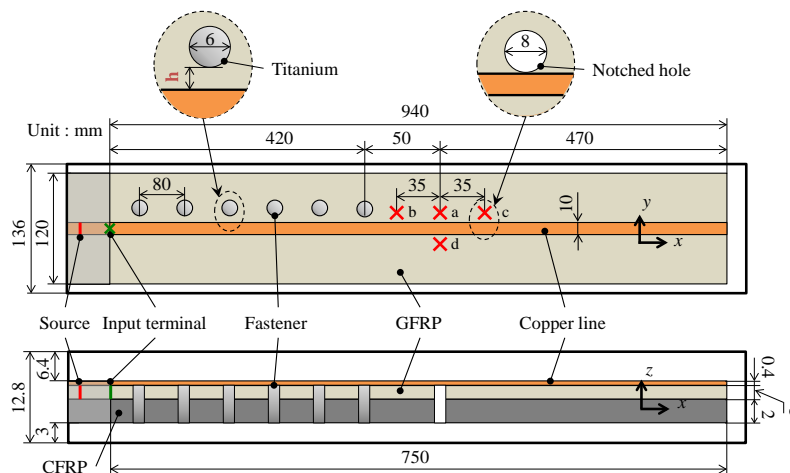 6
Titanium
h
8
Notched hole
Unit : mm
940
420
50
470
80
35
35
10
136
120
b
a
c
d
y
x
Source
Input terminal
Fastener
GFRP
Copper line
12.8
6.4
3
z
x
0.4
2
CFRP
750